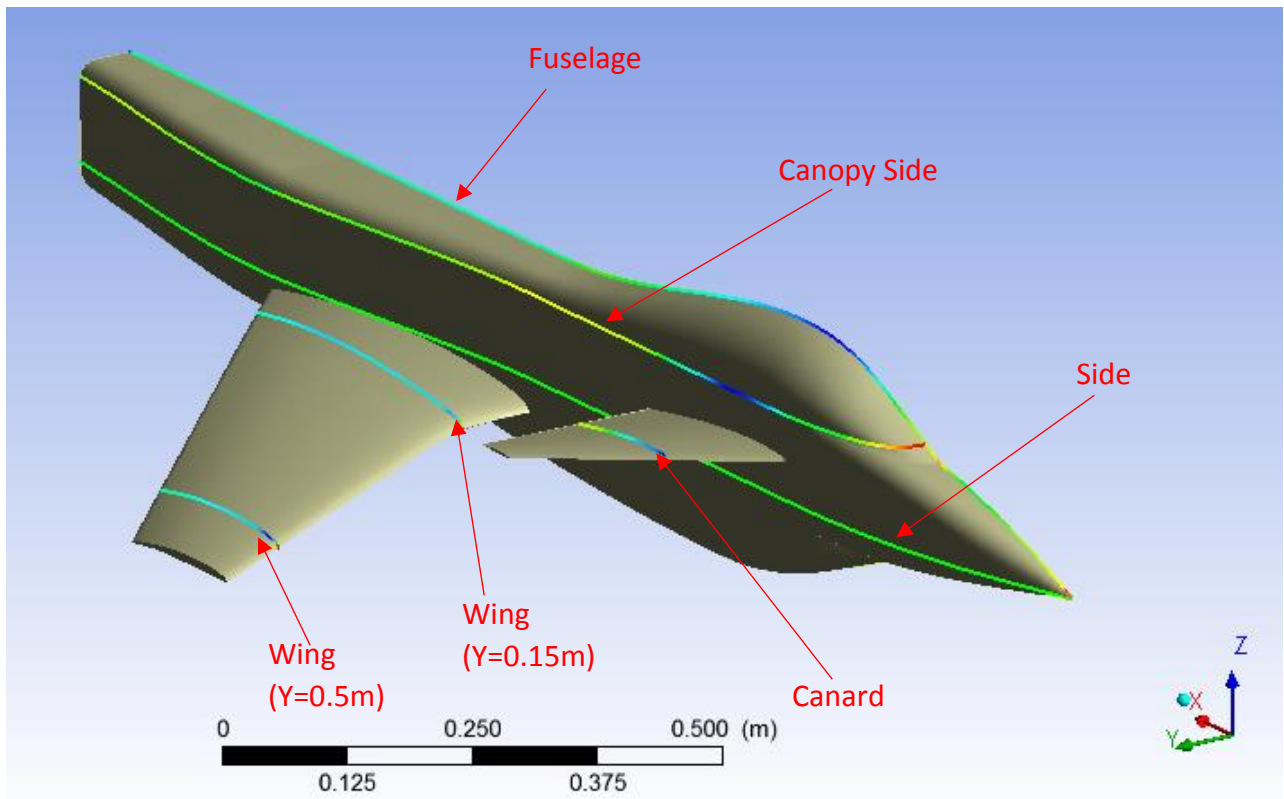 Fuselage
Canopy Side
Side
Wing
(Y=0.15m)
Wing
(Y=0.5m)
Canard
0 0.250 0.500 (m)
0.125 0.375
Z
X
Y